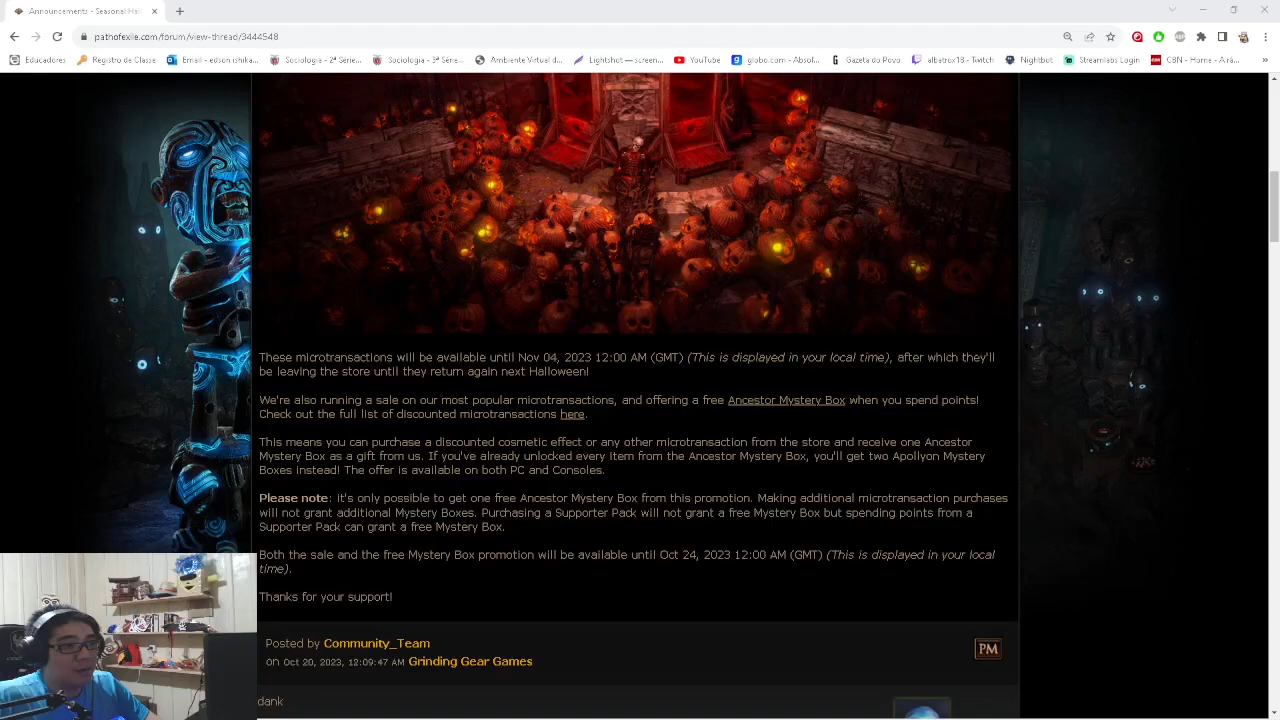 Announcements - Seasonal Hal
pathofexile.com/forum/view-thread/3444548
Educadores
Registro de Classe
Email - omri.ishika...
Sociologia - 2ª Série...
Sociologia - 3ª Série...
Ambiente Virtual d...
Lightshot — screen...
YouTube
globo.com - Absol...
Gazeta do Povo
albatrox18 - Twitch
Nightbot
Streamlabs Login
CBN - Home - A rá...
These microtransactions will be available until Nov 04, 2023 12:00 AM (GMT) (This is displayed in your local time), after which they'll
be leaving the store until they return again next Halloween!
We're also running a sale on our most popular microtransactions, and offering a free Ancestor Mystery Box when you spend points!
Check out the full list of discounted microtransactions here.
This means you can purchase a discounted cosmetic effect or any other microtransaction from the store and receive one Ancestor
Mystery Box as a gift from us. If you've already unlocked every item from the Ancestor Mystery Box, you'll get two Apollyon Mystery
Boxes instead! The offer is available on both PC and Consoles.
Please note: it's only possible to get one free Ancestor Mystery Box from this promotion. Making additional microtransaction purchases
will not grant additional Mystery Boxes. Purchasing a Supporter Pack will not grant a free Mystery Box but spending points from a
Supporter Pack can grant a free Mystery Box.
Both the sale and the free Mystery Box promotion will be available until Oct 24, 2023 12:00 AM (GMT) (This is displayed in your local
time).
Thanks for your support!
Posted by Community_Team
on Oct 20, 2023, 12:09:47 AM Grinding Gear Games
PM
dank